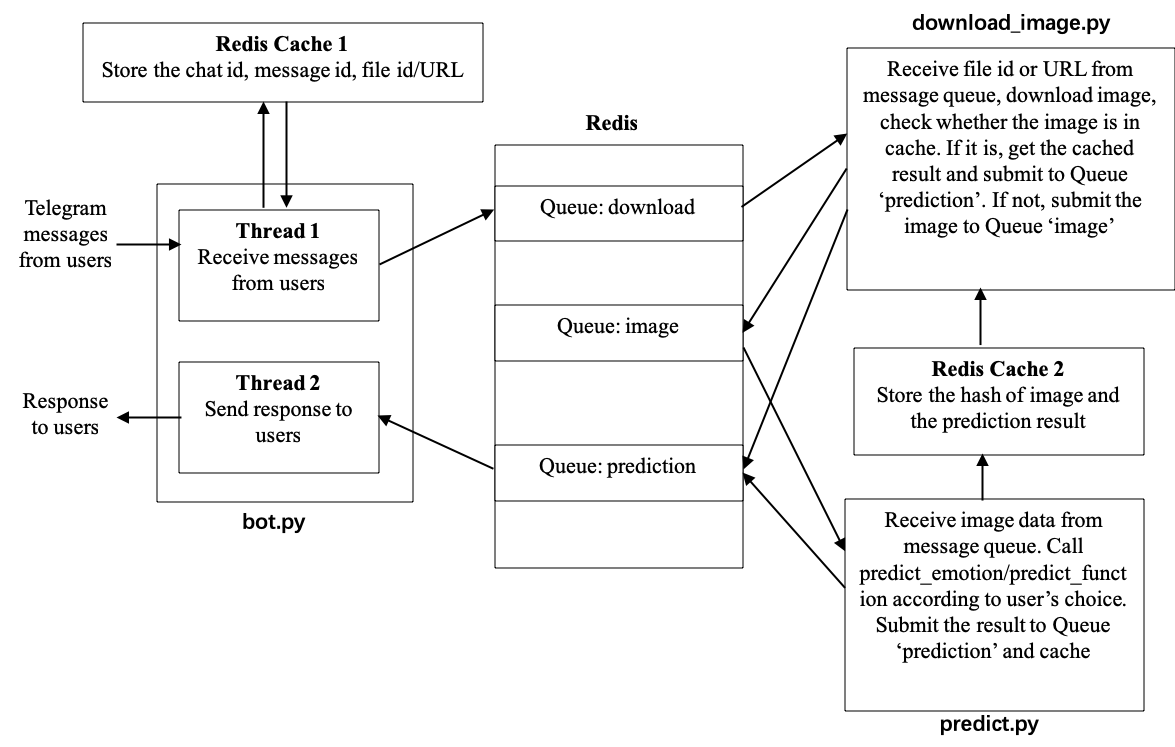 download_image.py
Redis Cache 1
Store the chat id, message id, file id/URL
Receive file id or URL from
message queue, download image,
check whether the image is in
cache. If it is, get the cached
result and submit to Queue
‘prediction’. If not, submit the
image to Queue ‘image’
Redis
Queue: download
Queue: image
Queue: prediction
Telegram
messages
from users
Thread 1
Receive messages
from users
Thread 2
Send response to
users
Response
to users
bot.py
Redis Cache 2
Store the hash of image and
the prediction result
Receive image data from
message queue. Call
predict_emotion/predict_funct
ion according to user’s choice.
Submit the result to Queue
‘prediction’ and cache
predict.py